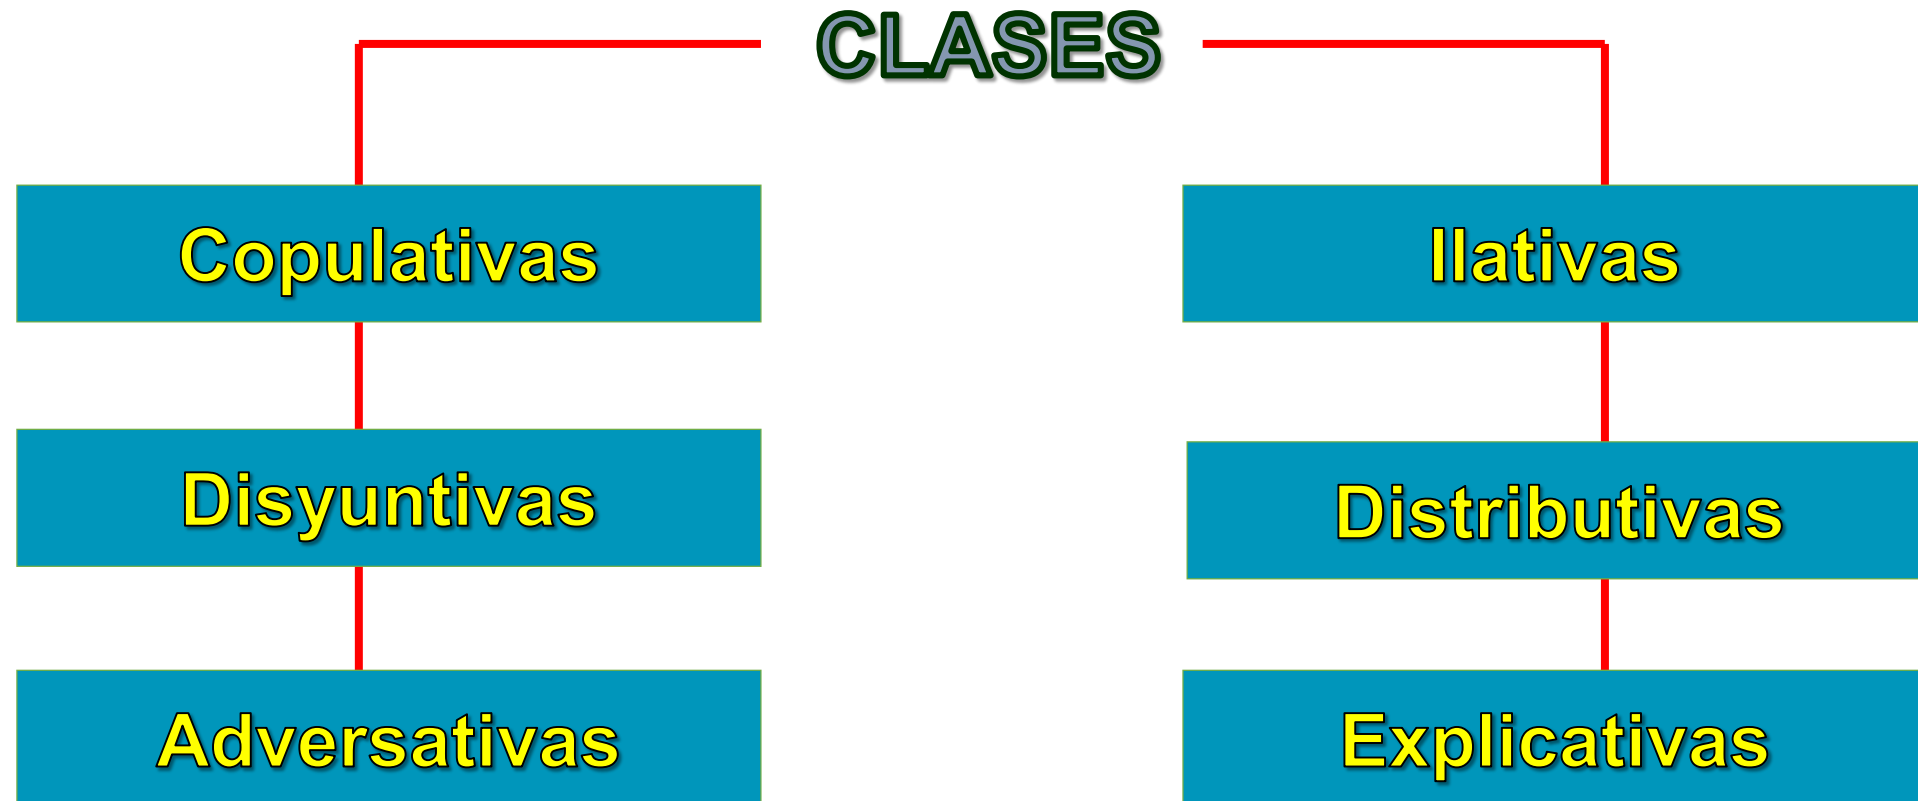 CLASES
Copulativas
Ilativas
Disyuntivas
Distributivas
Adversativas
Explicativas